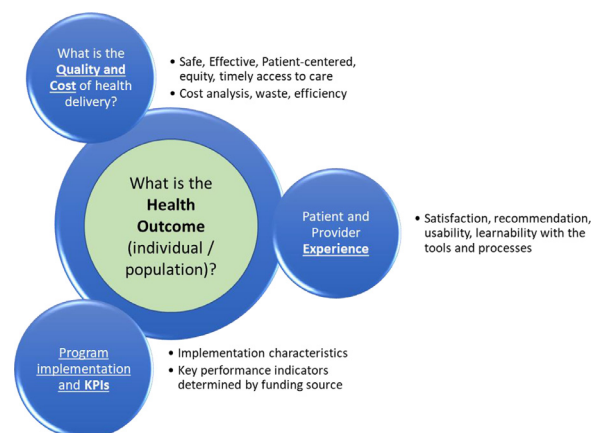 What is the
Quality and
Cost of health
delivery?
• Safe, Effective, Patient-centered,
equity, timely access to care
• Cost analysis, waste, efficiency
What is the
Health
Outcome
(individual /
population)?
Patient and
Provider
Experience
• Satisfaction, recommendation,
usability, learnability with the
tools and processes
Program
implementation
and KPIs
• Implementation characteristics
• Key performance indicators
determined by funding source